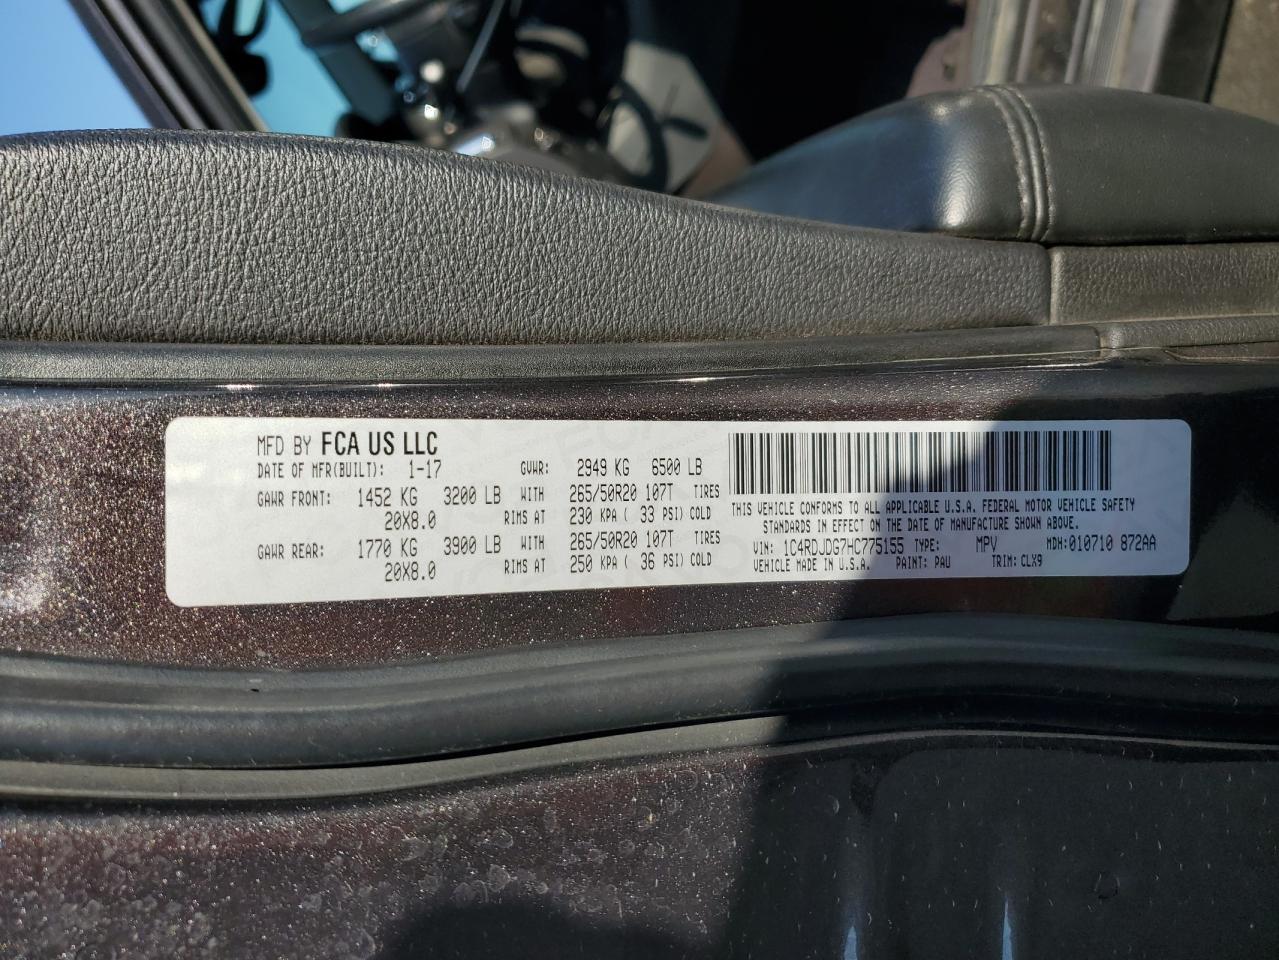 MFD BY FCA US LLC
DATE OF MFR(BUILT): 1-17 GVWR: 2949 KG 6500 LB
GAWR FRONT: 1452 KG 3200 LB WITH 265/50R20 107T TIRES
20X8.0 RIMS AT 230 KPA ( 33 PSI) COLD
GAWR REAR: 1770 KG 3900 LB WITH 265/50R20 107T TIRES
20X8.0 RIMS AT 250 KPA ( 36 PSI) COLD
THIS VEHICLE CONFORMS TO ALL APPLICABLE U.S.A. FEDERAL MOTOR VEHICLE SAFETY
STANDARDS IN EFFECT ON THE DATE OF MANUFACTURE SHOWN ABOVE.
VIN: 1C4RDJDG7HC775155 TYPE: MPV MDH:010710 872AA
VEHICLE MADE IN U.S.A. PAINT: PAU TRIM: CLX9